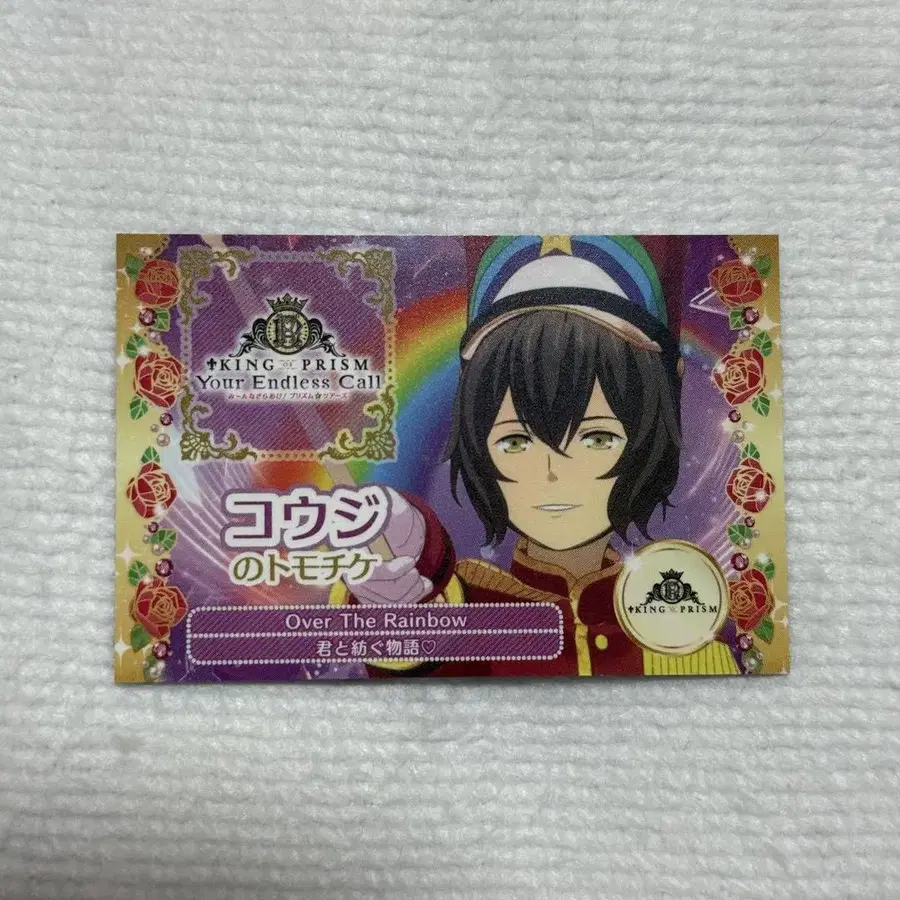 KING OF PRISM
Your Endless Call
み~んなきらめけ!プリズム☆ツアーズ
コウジ
のトモチケ
Over The Rainbow
君と紡ぐ物語♡
KING OF PRISM